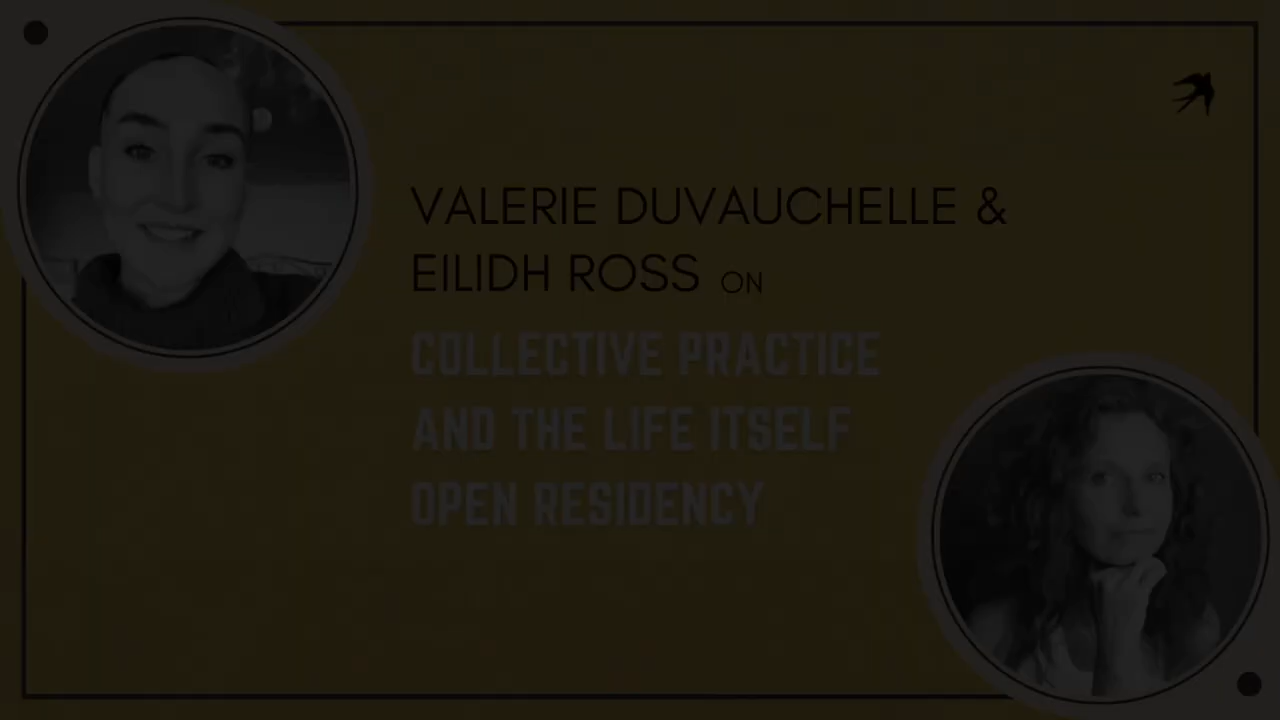 VALERIE DUVAUCHELLE &
EILIDH ROSS ON
COLLECTIVE PRACTICE
AND THE LIFE ITSELF
OPEN RESIDENCY